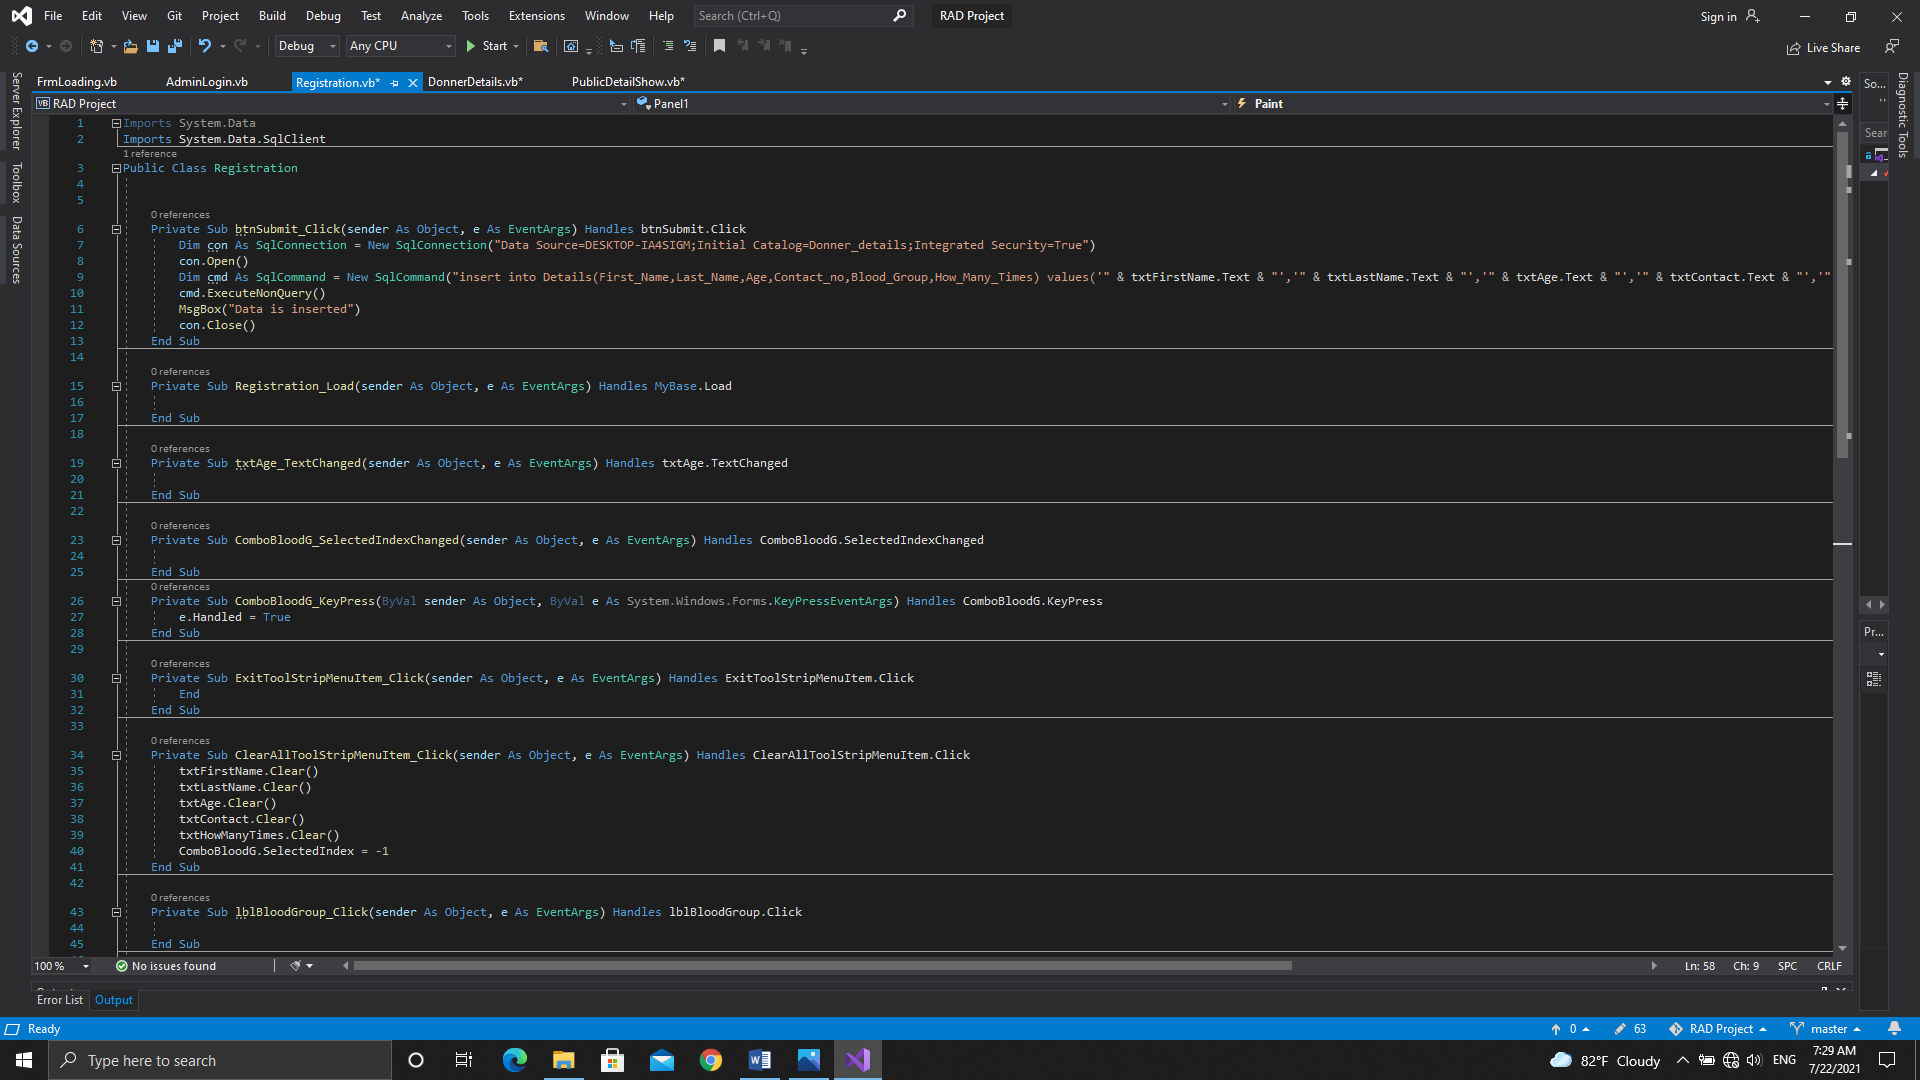 File Edit View Git Project Build Debug Test Analyze Tools Extensions Window Help Search (Ctrl+Q) RAD Project Sign in
Debug Any CPU Start Live Share
FrmLoading.vb AdminLogin.vb Registration.vb* DonnerDetails.vb* PublicDetailShow.vb*
VB RAD Project Panel1 Paint
Server Explorer
Toolbox
Data Sources
So...
Sear
Pr...
Diagnostic Tools
1 Imports System.Data
2 Imports System.Data.SqlClient
1 reference
3 Public Class Registration
4
5
0 references
6 Private Sub btnSubmit_Click(sender As Object, e As EventArgs) Handles btnSubmit.Click
7 Dim con As SqlConnection = New SqlConnection("Data Source=DESKTOP-IA4SIGM;Initial Catalog=Donner_details;Integrated Security=True")
8 con.Open()
9 Dim cmd As SqlCommand = New SqlCommand("insert into Details(First_Name,Last_Name,Age,Contact_no,Blood_Group,How_Many_Times) values('" & txtFirstName.Text & "','" & txtLastName.Text & "','" & txtAge.Text & "','" & txtContact.Text & "','"
10 cmd.ExecuteNonQuery()
11 MsgBox("Data is inserted")
12 con.Close()
13 End Sub
14
0 references
15 Private Sub Registration_Load(sender As Object, e As EventArgs) Handles MyBase.Load
16
17 End Sub
18
0 references
19 Private Sub txtAge_TextChanged(sender As Object, e As EventArgs) Handles txtAge.TextChanged
20
21 End Sub
22
0 references
23 Private Sub ComboBloodG_SelectedIndexChanged(sender As Object, e As EventArgs) Handles ComboBloodG.SelectedIndexChanged
24
25 End Sub
0 references
26 Private Sub ComboBloodG_KeyPress(ByVal sender As Object, ByVal e As System.Windows.Forms.KeyPressEventArgs) Handles ComboBloodG.KeyPress
27 e.Handled = True
28 End Sub
29
0 references
30 Private Sub ExitToolStripMenuItem_Click(sender As Object, e As EventArgs) Handles ExitToolStripMenuItem.Click
31 End
32 End Sub
33
0 references
34 Private Sub ClearAllToolStripMenuItem_Click(sender As Object, e As EventArgs) Handles ClearAllToolStripMenuItem.Click
35 txtFirstName.Clear()
36 txtLastName.Clear()
37 txtAge.Clear()
38 txtContact.Clear()
39 txtHowManyTimes.Clear()
40 ComboBloodG.SelectedIndex = -1
41 End Sub
42
0 references
43 Private Sub lblBloodGroup_Click(sender As Object, e As EventArgs) Handles lblBloodGroup.Click
44
45 End Sub
100 % No issues found Ln: 58 Ch: 9 SPC CRLF
Error List Output
Ready 0 63 RAD Project master
Type here to search 82°F Cloudy ENG 7:29 AM
7/22/2021